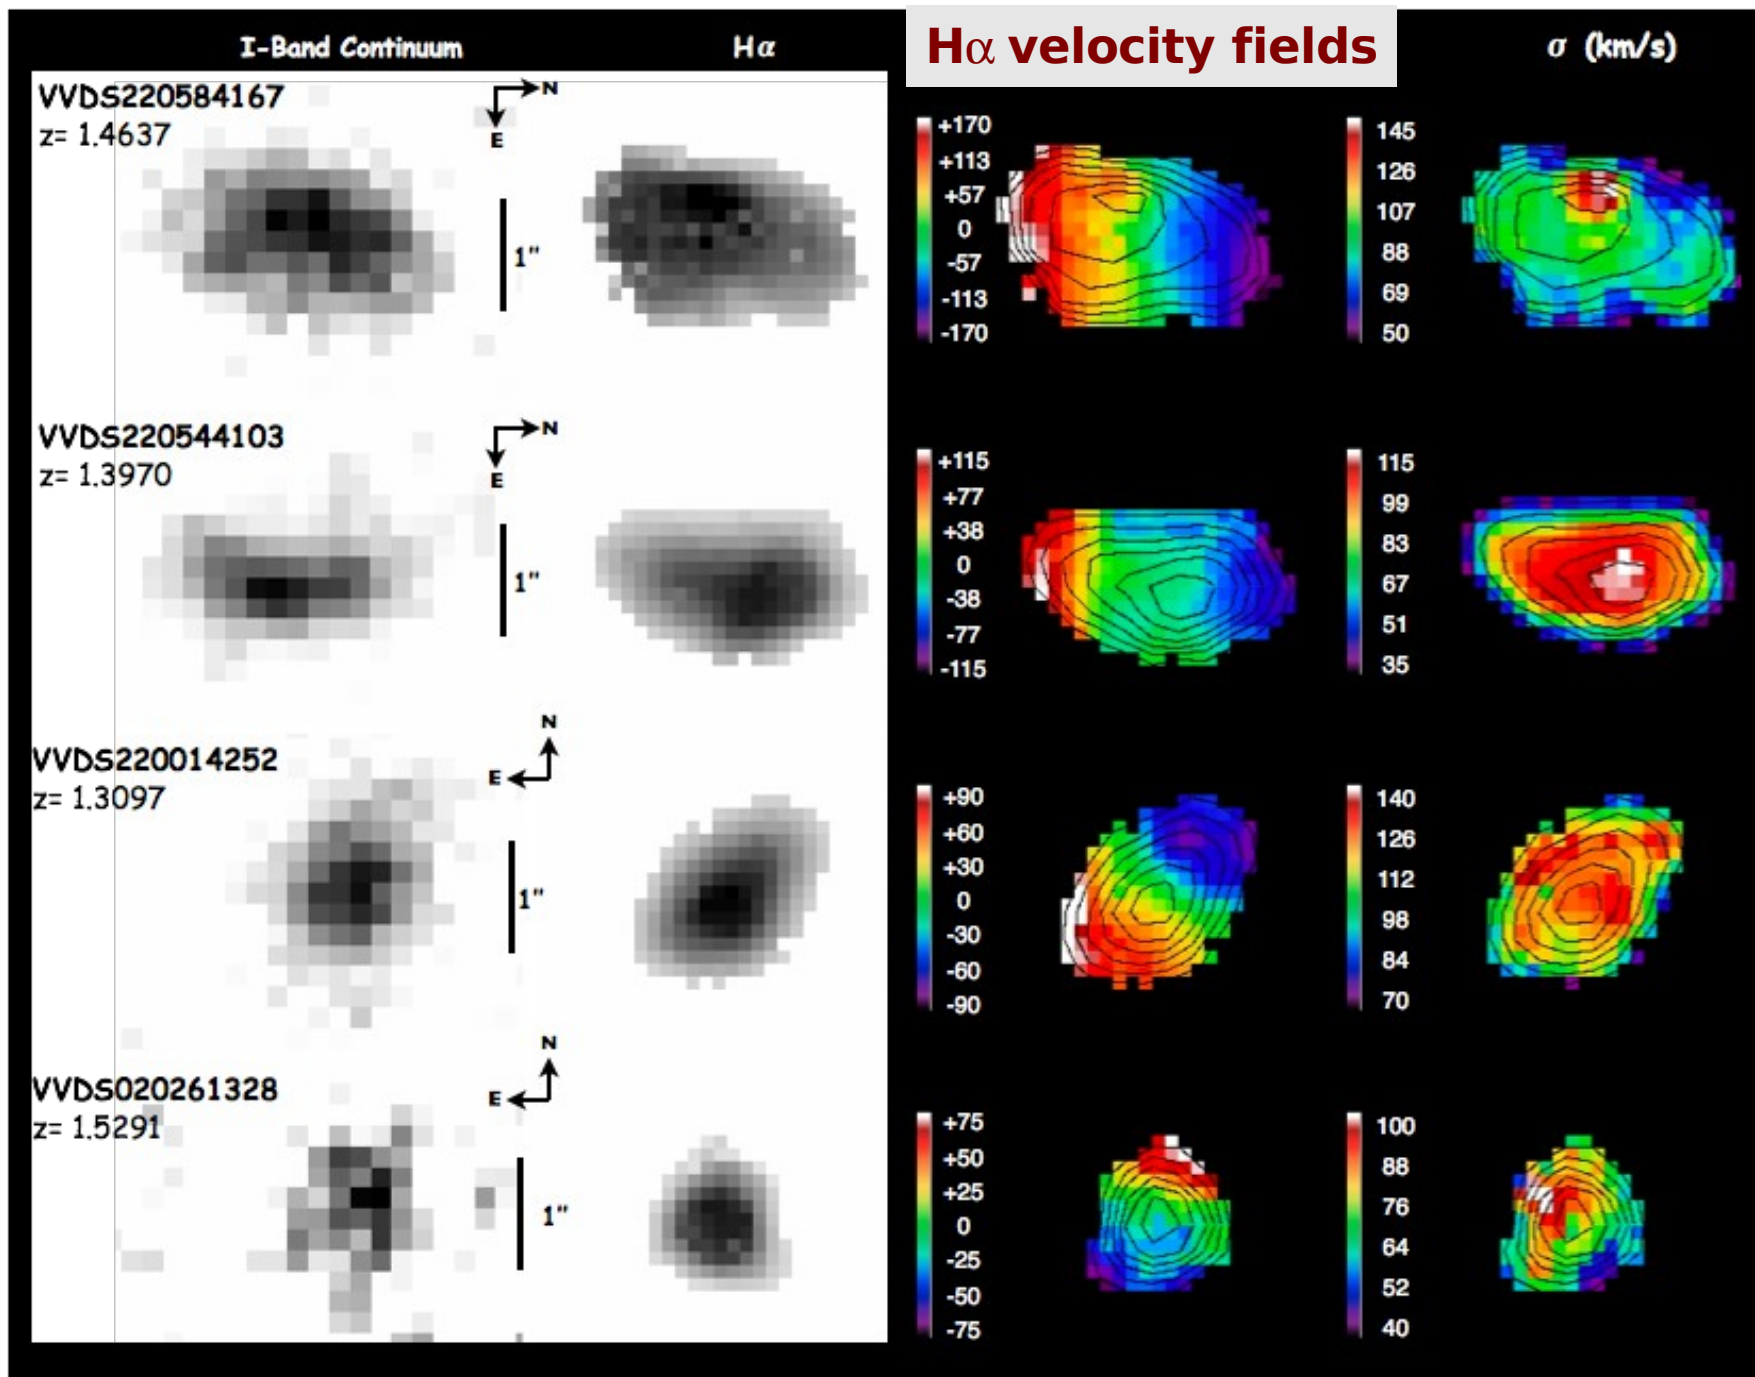 I-Band Continuum
Hα
Hα velocity fields
σ (km/s)
VVDS220584167
z= 1.4637
N
E
1"
+170
+113
+57
0
-57
-113
-170
145
126
107
88
69
50
VVDS220544103
z= 1.3970
N
E
1"
+115
+77
+38
0
-38
-77
-115
115
99
83
67
51
35
VVDS220014252
z= 1.3097
N
E
1"
+90
+60
+30
0
-30
-60
-90
140
126
112
98
84
70
VVDS020261328
z= 1.5291
N
E
1"
+75
+50
+25
0
-25
-50
-75
100
88
76
64
52
40